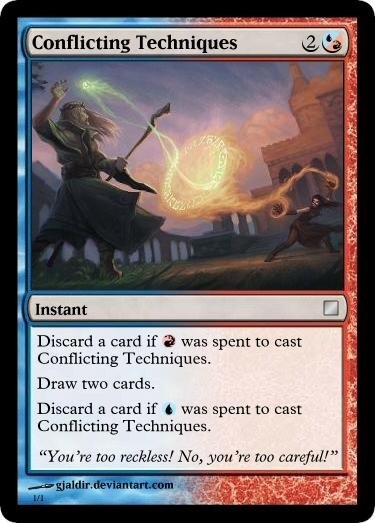 Conflicting Techniques 2
Instant
Discard a card if was spent to cast
Conflicting Techniques.
Draw two cards.
Discard a card if was spent to cast
Conflicting Techniques.
“You're too reckless! No, you're too careful!”
gjaldir.deviantart.com
1/1